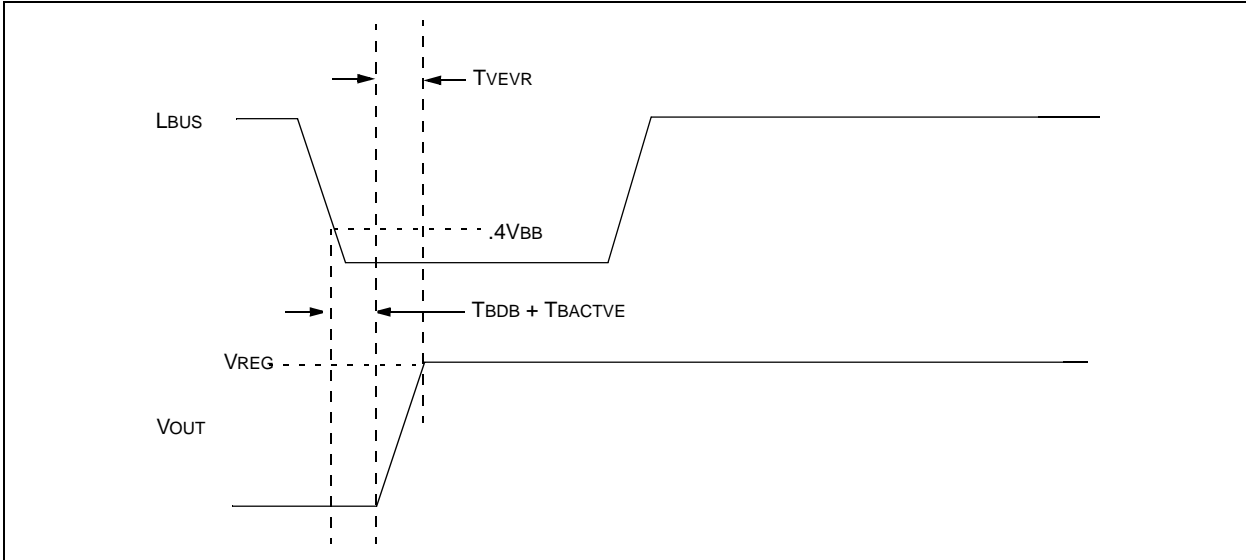 TVEVR
LBUS
.4VBB
TBDB + TBACTVE
VREG
VOUT